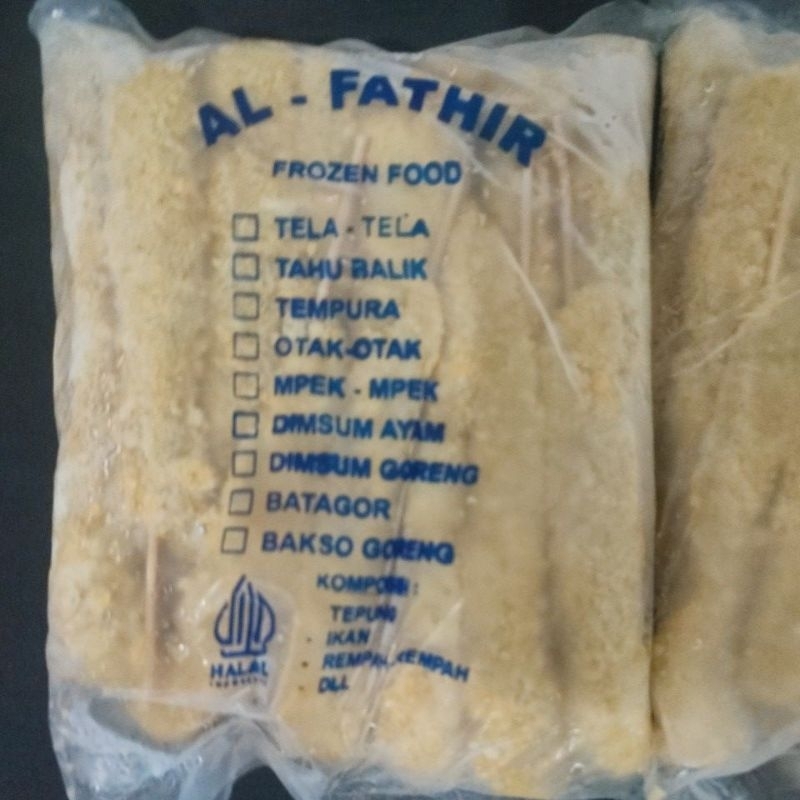 AL - FATHIR
FROZEN FOOD
TELA - TELA
TAHU BALIK
TEMPURA
OTAK-OTAK
MPEK - MPEK
DIMSUM AYAM
DIMSUM GORENG
BATAGOR
BAKSO GORENG
KOMPOSISI :
TEPUNG
- IKAN
- REMPAH REMPAH
DLL
HALAL
INDONESIA